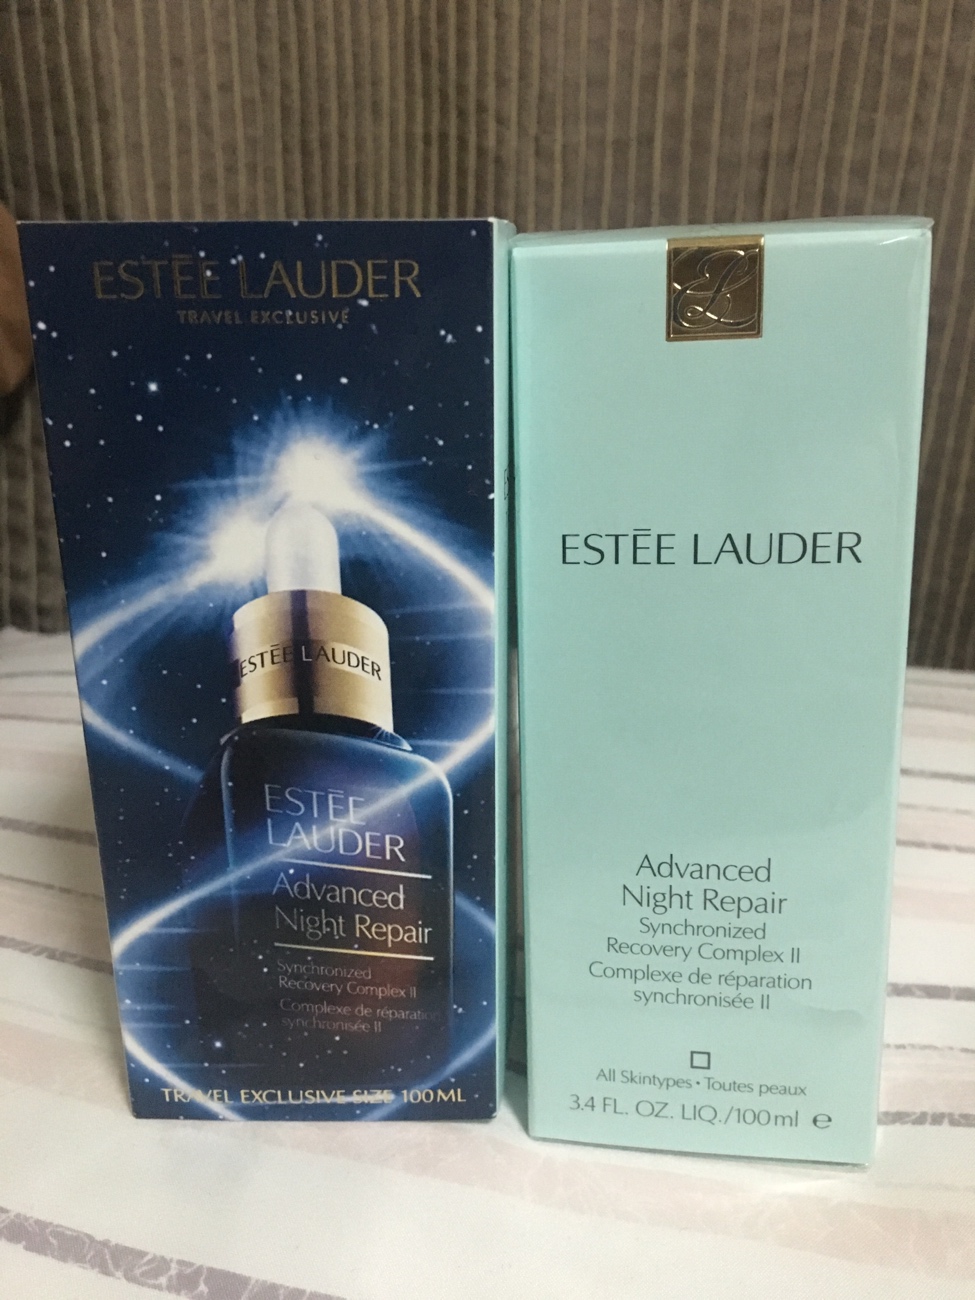 ESTĒE LAUDER
TRAVEL EXCLUSIVE
ESTĒE LAUDER
ESTĒE
LAUDER
Advanced
Night Repair
Synchronized
Recovery Complex II
Complexe de réparation
synchronisée II
TRAVEL EXCLUSIVE SIZE 100ML
ESTĒE LAUDER
Advanced
Night Repair
Synchronized
Recovery Complex II
Complexe de réparation
synchronisée II
All Skintypes • Toutes peaux
3.4 FL. OZ. LIQ./100ml ℮